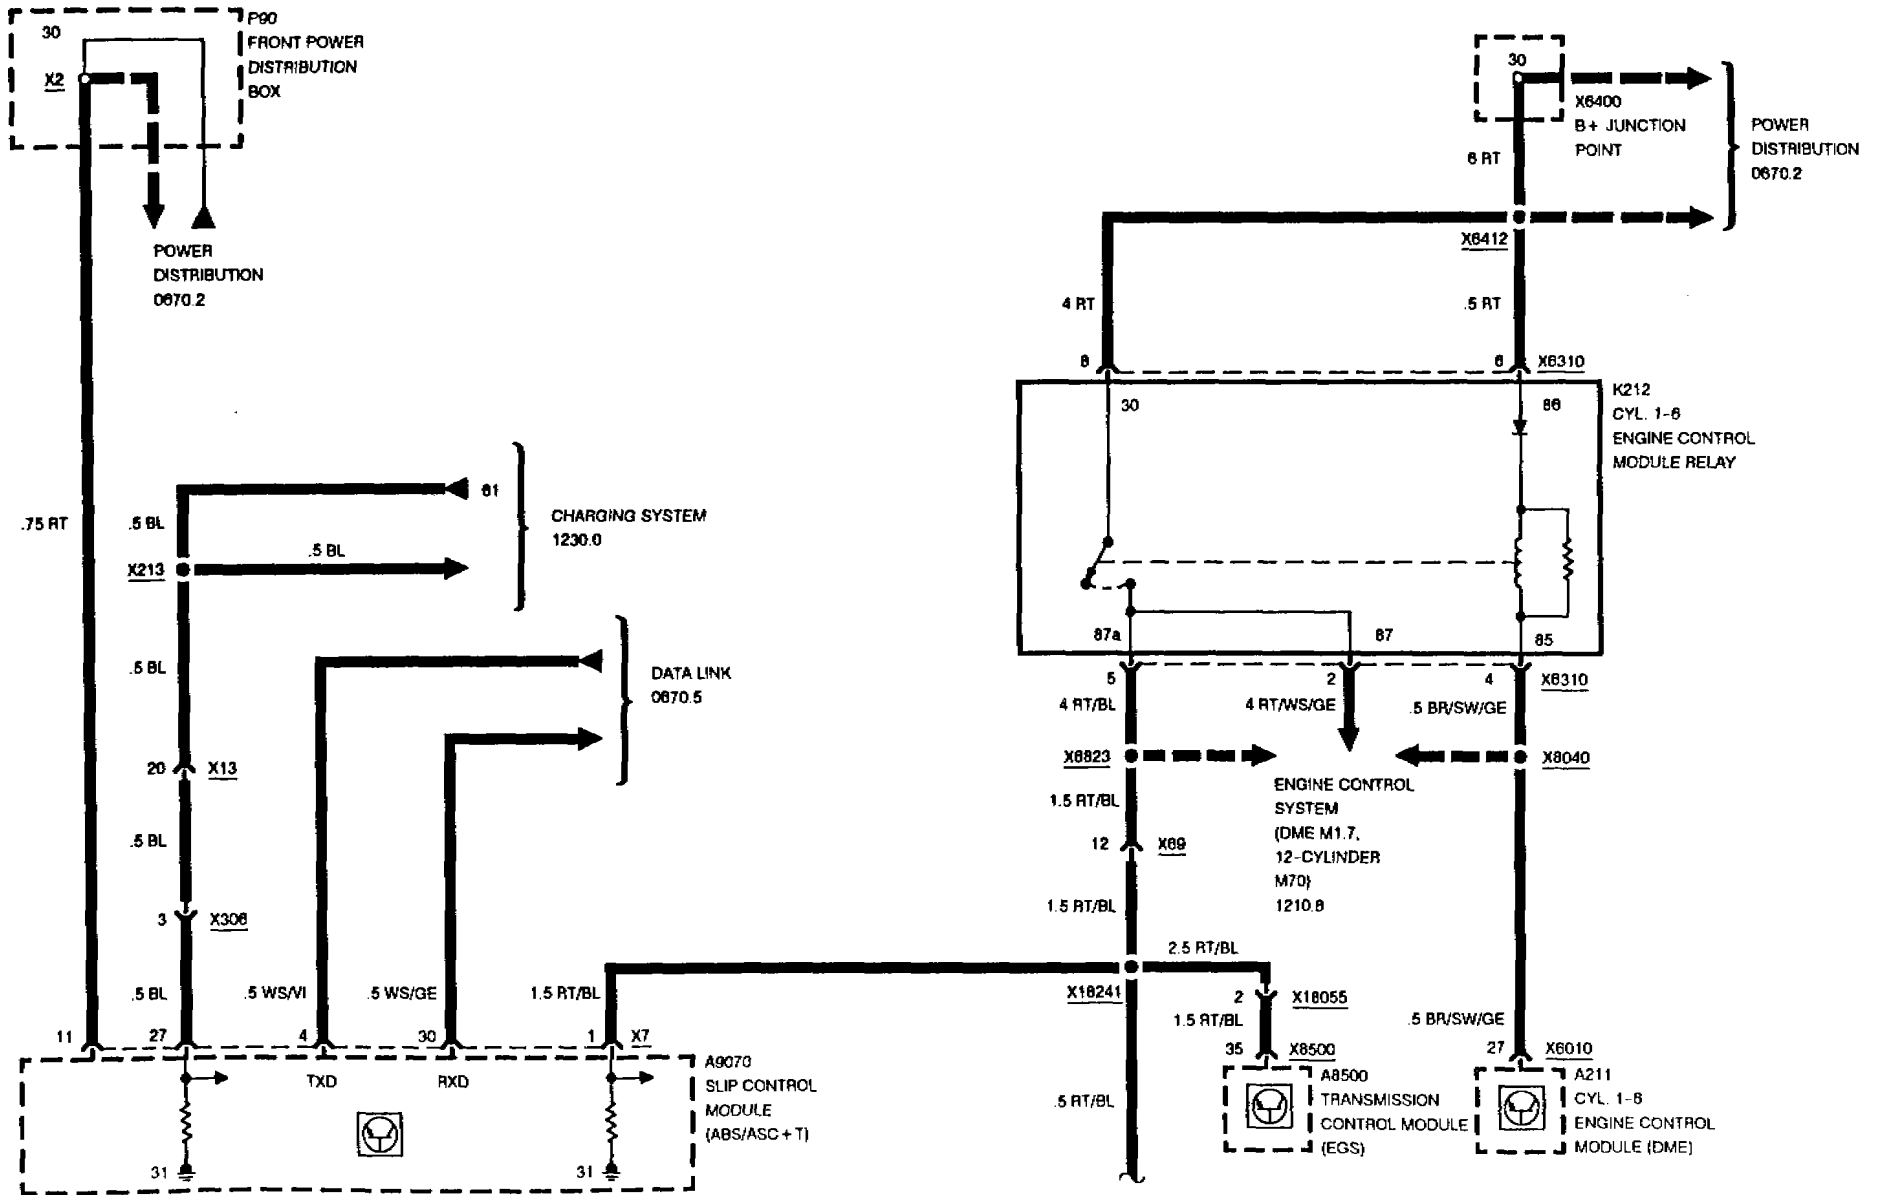 30
P90
FRONT POWER
DISTRIBUTION
BOX
X2
POWER
DISTRIBUTION
0670.2
30
X6400
B+ JUNCTION
POINT
POWER
DISTRIBUTION
0670.2
6 RT
X6412
4 RT
.5 RT
8
6
X6310
30
86
K212
CYL. 1-6
ENGINE CONTROL
MODULE RELAY
87a
87
85
5
2
4
X6310
4 RT/BL
4 RT/WS/GE
.5 BR/SW/GE
X6823
X8040
ENGINE CONTROL
SYSTEM
(DME M1.7,
12-CYLINDER
M70)
1210.8
1.5 RT/BL
12
X69
1.5 RT/BL
2.5 RT/BL
X18241
2
X18055
1.5 RT/BL
35
X8500
.5 BR/SW/GE
27
X6010
.5 RT/BL
A8500
TRANSMISSION
CONTROL MODULE
(EGS)
A211
CYL. 1-6
ENGINE CONTROL
MODULE (DME)
.75 RT
.5 BL
61
CHARGING SYSTEM
1230.0
.5 BL
X213
.5 BL
DATA LINK
0670.5
20
X13
.5 BL
3
X306
.5 BL
.5 WS/VI
.5 WS/GE
1.5 RT/BL
11
27
4
30
1
X7
TXD
RXD
A9070
SLIP CONTROL
MODULE
(ABS/ASC+T)
31
31